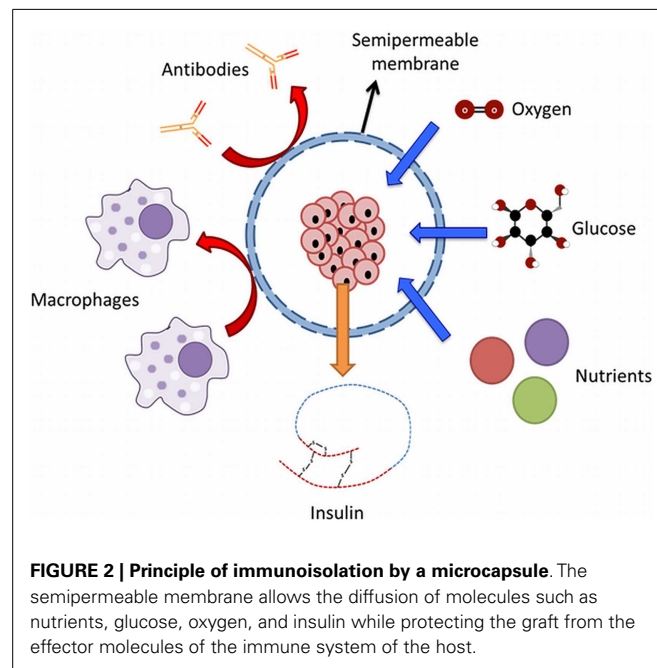 Semipermeable
membrane
Antibodies
Oxygen
Glucose
Macrophages
Nutrients
Insulin
FIGURE 2 | Principle of immunoisolation by a microcapsule. The
semipermeable membrane allows the diffusion of molecules such as
nutrients, glucose, oxygen, and insulin while protecting the graft from the
effector molecules of the immune system of the host.